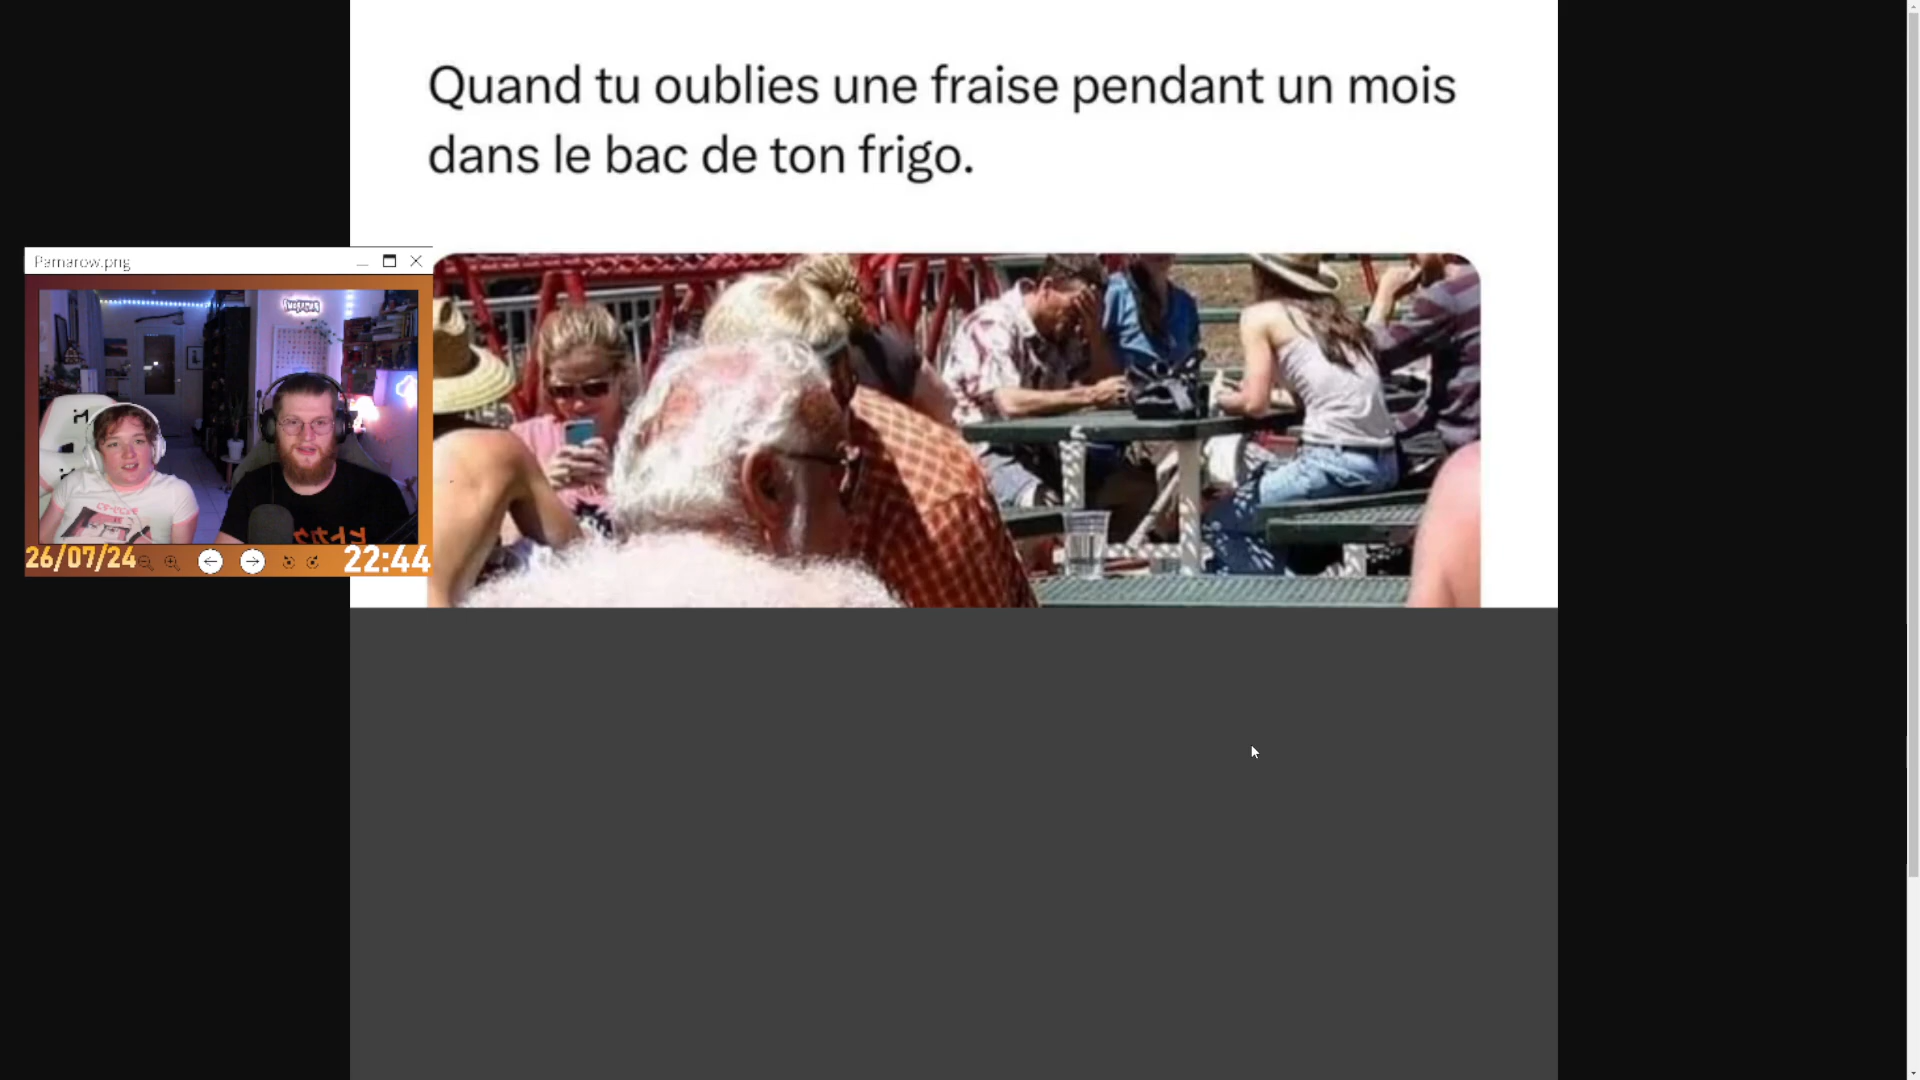 Quand tu oublies une fraise pendant un mois
dans le bac de ton frigo.
Pamarow.png
26/07/24
22:44